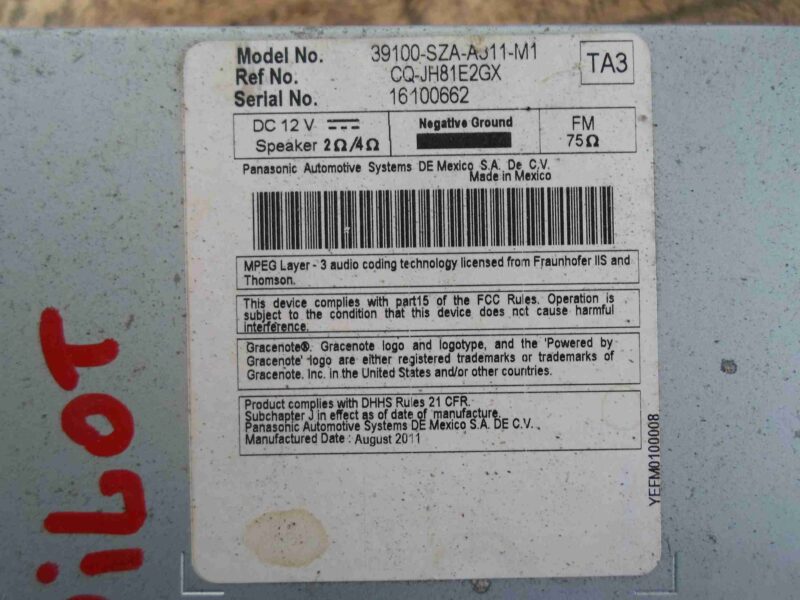 Model No. 39100-SZA-A311-M1
Ref No. CQ-JH81E2GX
Serial No. 16100662
TA3
DC 12 V
Speaker 2Ω/4Ω
Negative Ground
FM
75Ω
Panasonic Automotive Systems DE Mexico S.A. De C.V.
Made in Mexico
MPEG Layer - 3 audio coding technology licensed from Fraunhofer IIS and
Thomson.
This device complies with part15 of the FCC Rules. Operation is
subject to the condition that this device does not cause harmful
interference.
Gracenote®. Gracenote logo and logotype, and the 'Powered by
Gracenote' logo are either registered trademarks or trademarks of
Gracenote. Inc. in the United States and/or other countries.
Product complies with DHHS Rules 21 CFR.
Subchapter J in effect as of date of manufacture.
Panasonic Automotive Systems DE Mexico S.A. DE C.V.
Manufactured Date : August 2011
YEFM0100008
PiLOT